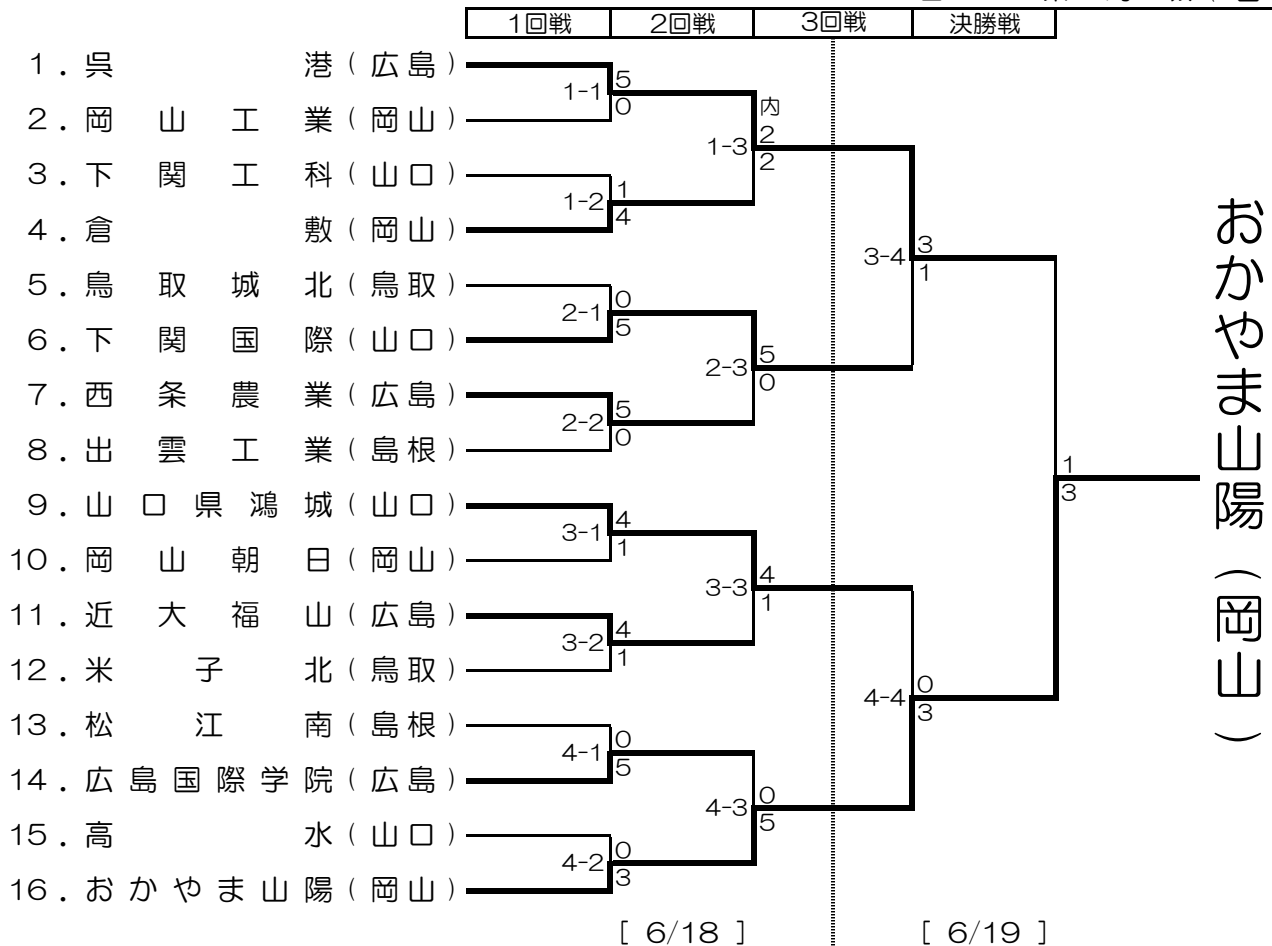 1回戦 2回戦 3回戦 決勝戦
1．呉港（広島）
2．岡山工業（岡山）
3．下関工科（山口）
4．倉敷（岡山）
5．鳥取城北（鳥取）
6．下関国際（山口）
7．西条農業（広島）
8．出雲工業（島根）
9．山口県鴻城（山口）
10．岡山朝日（岡山）
11．近大福山（広島）
12．米子北（鳥取）
13．松江南（島根）
14．広島国際学院（広島）
15．高水（山口）
16．おかやま山陽（岡山）
1-1 5 0
1-2 1 4
2-1 0 5
2-2 5 0
3-1 4 1
3-2 4 1
4-1 0 5
4-2 0 3
1-3 内 2 2
2-3 5 0
3-3 4 1
4-3 0 5
3-4 3 1
4-4 0 3
1 3
おかやま山陽（岡山）
[ 6/18 ] [ 6/19 ]